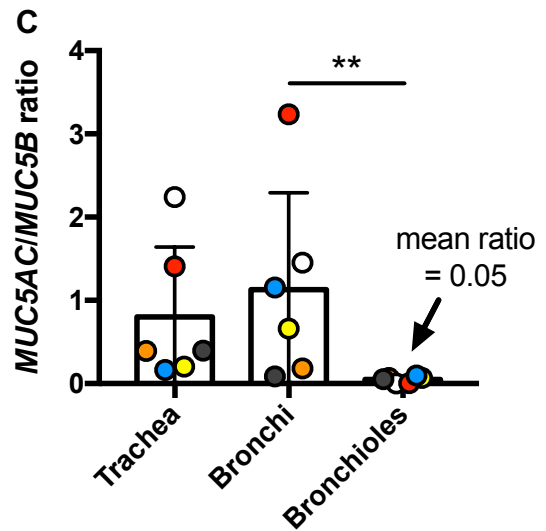 C
MUC5AC/MUC5B ratio
4
3
2
1
0
**
mean ratio
= 0.05
Trachea
Bronchi
Bronchioles